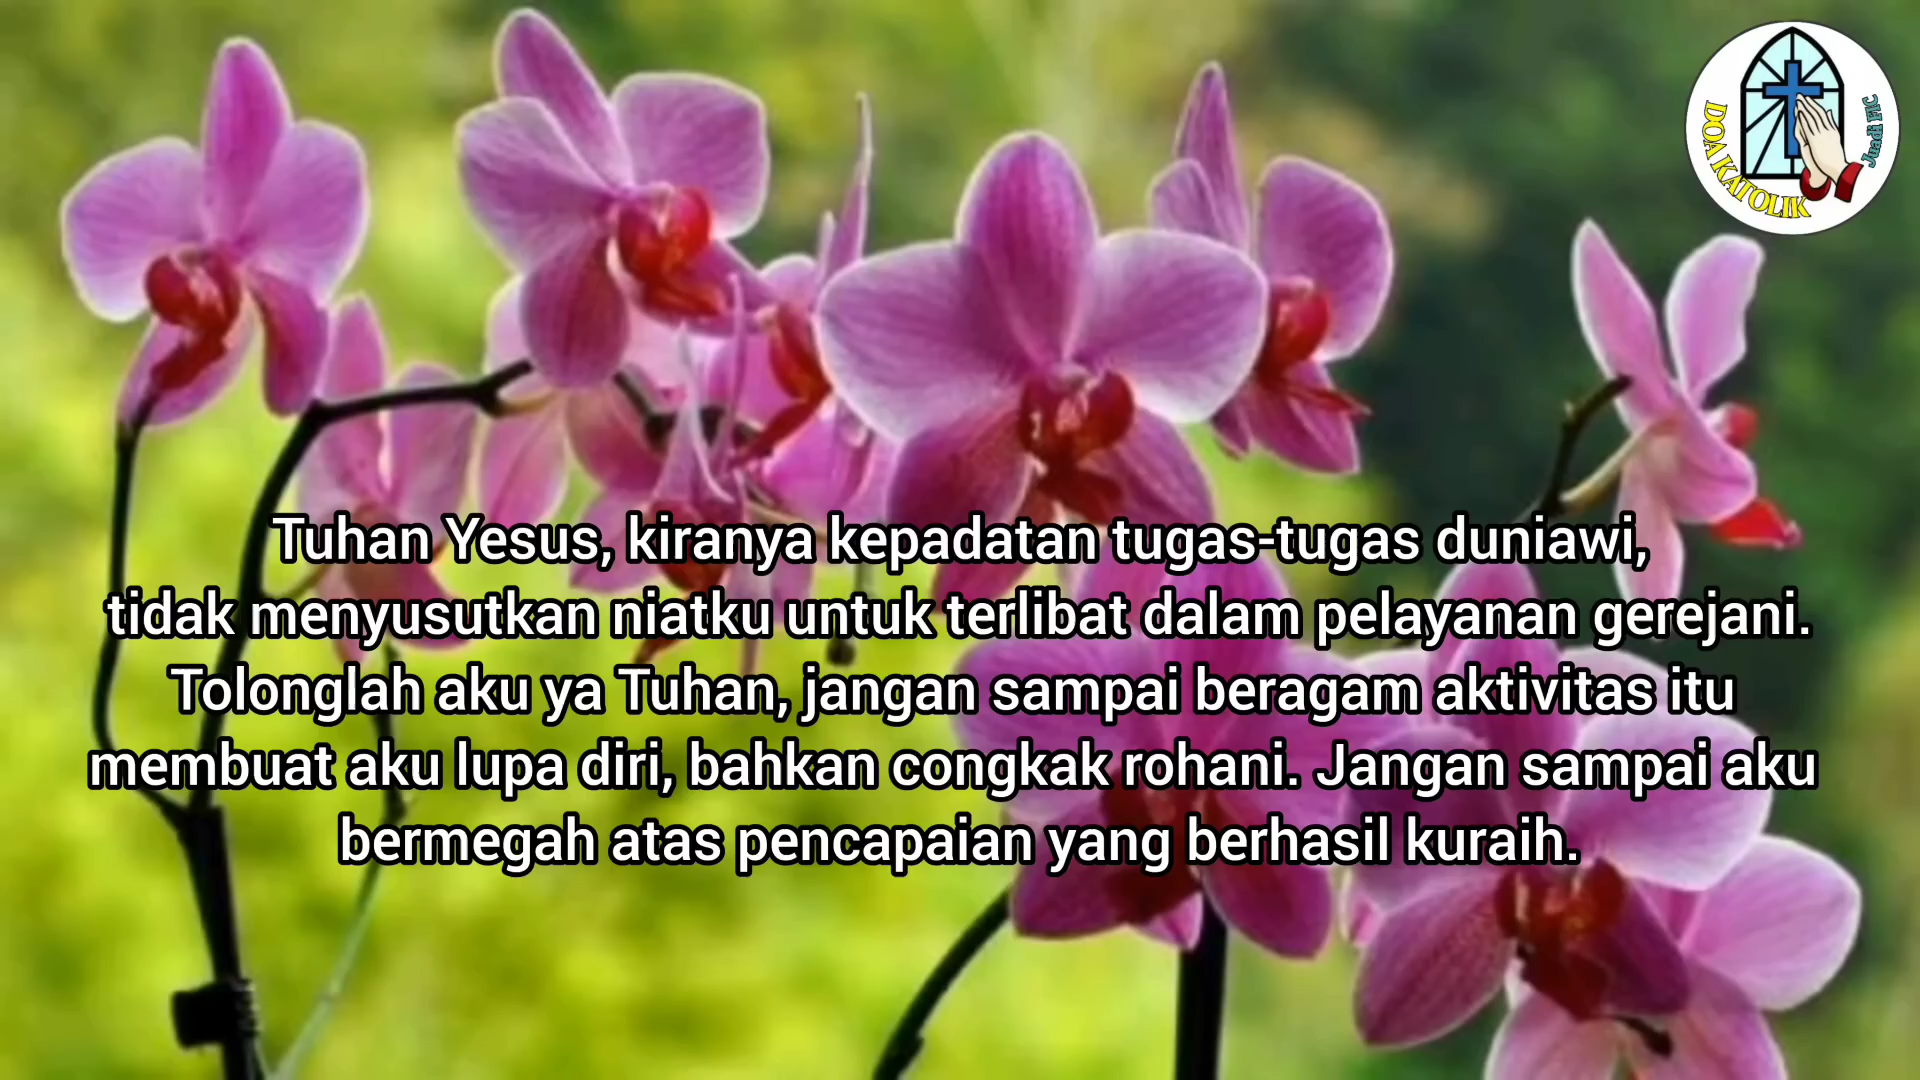 DOA KATOLIK
Juadi FIC
Tuhan Yesus, kiranya kepadatan tugas-tugas duniawi,
tidak menyusutkan niatku untuk terlibat dalam pelayanan gerejani.
Tolonglah aku ya Tuhan, jangan sampai beragam aktivitas itu
membuat aku lupa diri, bahkan congkak rohani. Jangan sampai aku
bermegah atas pencapaian yang berhasil kuraih.